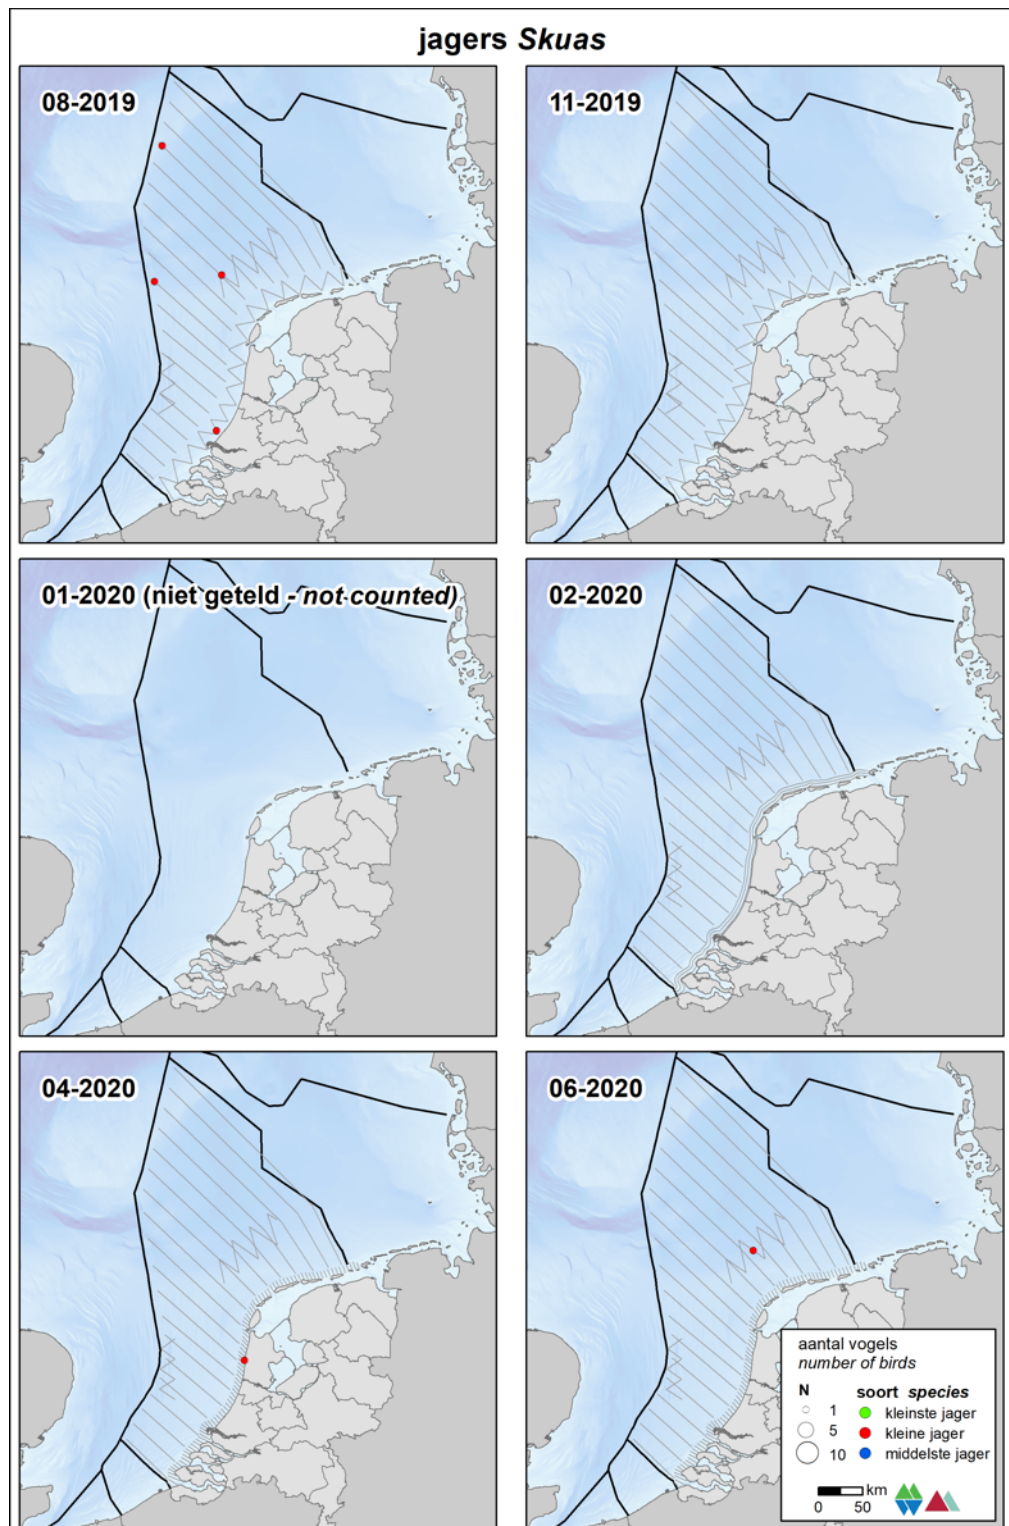 jagers Skuas
08-2019
11-2019
01-2020 (niet geteld - not counted)
02-2020
04-2020
06-2020
aantal vogels
number of birds
N soort species
1 kleinste jager
5 kleine jager
10 middelste jager
km
0 50